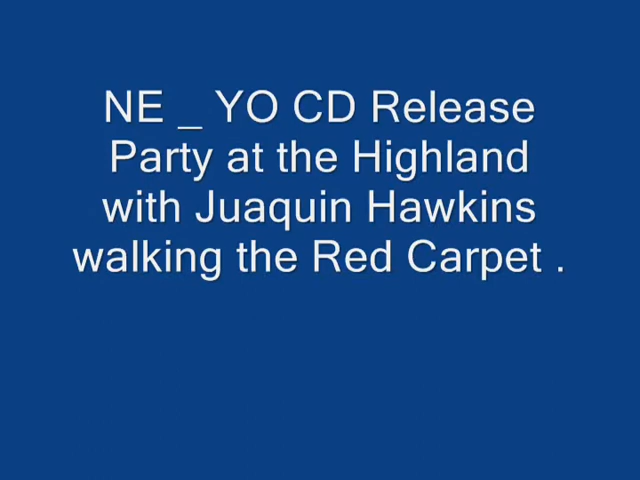 NE _ YO CD Release
Party at the Highland
with Juaquin Hawkins
walking the Red Carpet .